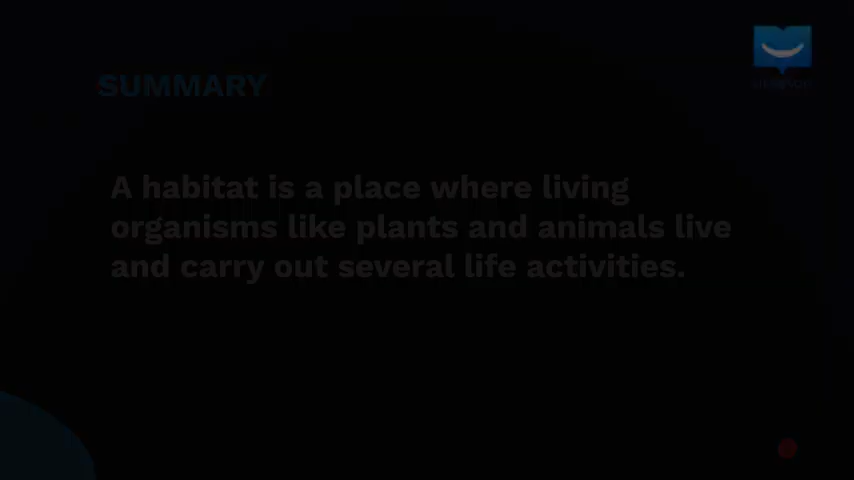 SUMMARY
A habitat is a place where living
organisms like plants and animals live
and carry out several life activities.